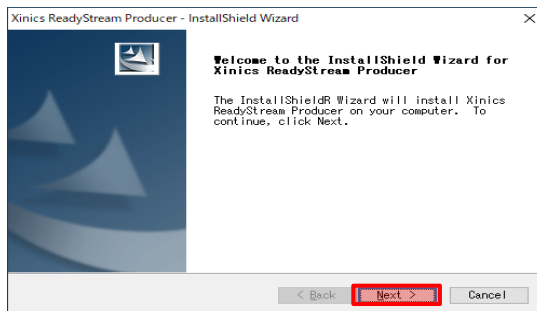 Xinics ReadyStream Producer - InstallShield Wizard
Welcome to the InstallShield Wizard for
Xinics ReadyStream Producer
The InstallShieldR Wizard will install Xinics
ReadyStream Producer on your computer. To
continue, click Next.
< Back Next > Cancel